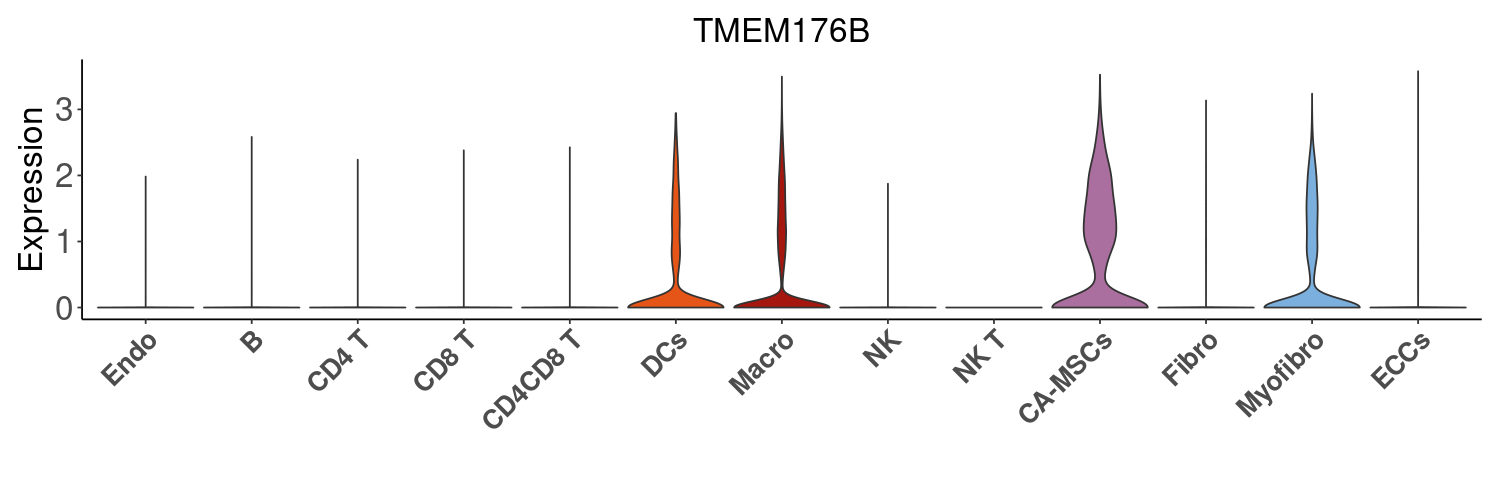 TMEM176B
Expression
3
2
1
0
Endo
B
CD4 T
CD8 T
CD4CD8 T
DCs
Macro
NK
NK T
CA-MSCs
Fibro
Myofibro
ECCs